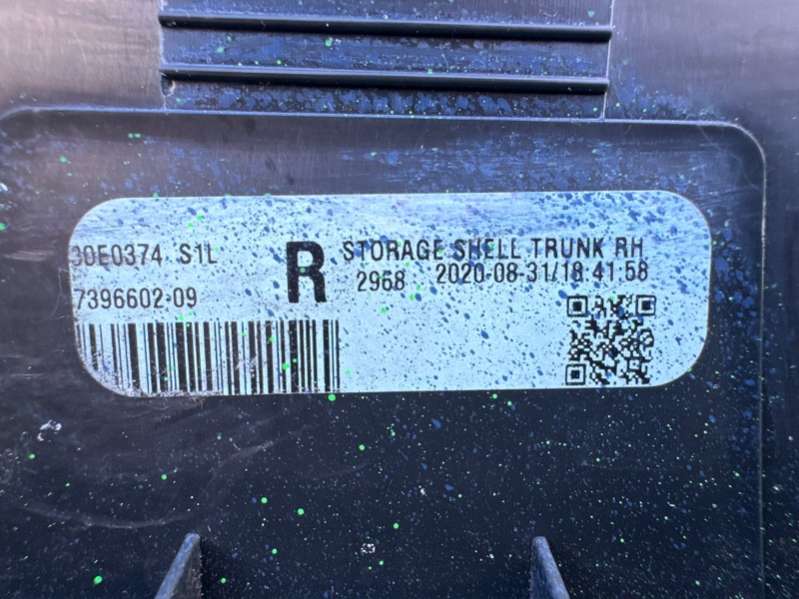 30E0374 S1L
7396602-09
R
STORAGE SHELL TRUNK RH
2968 2020-08-31/18:41:58